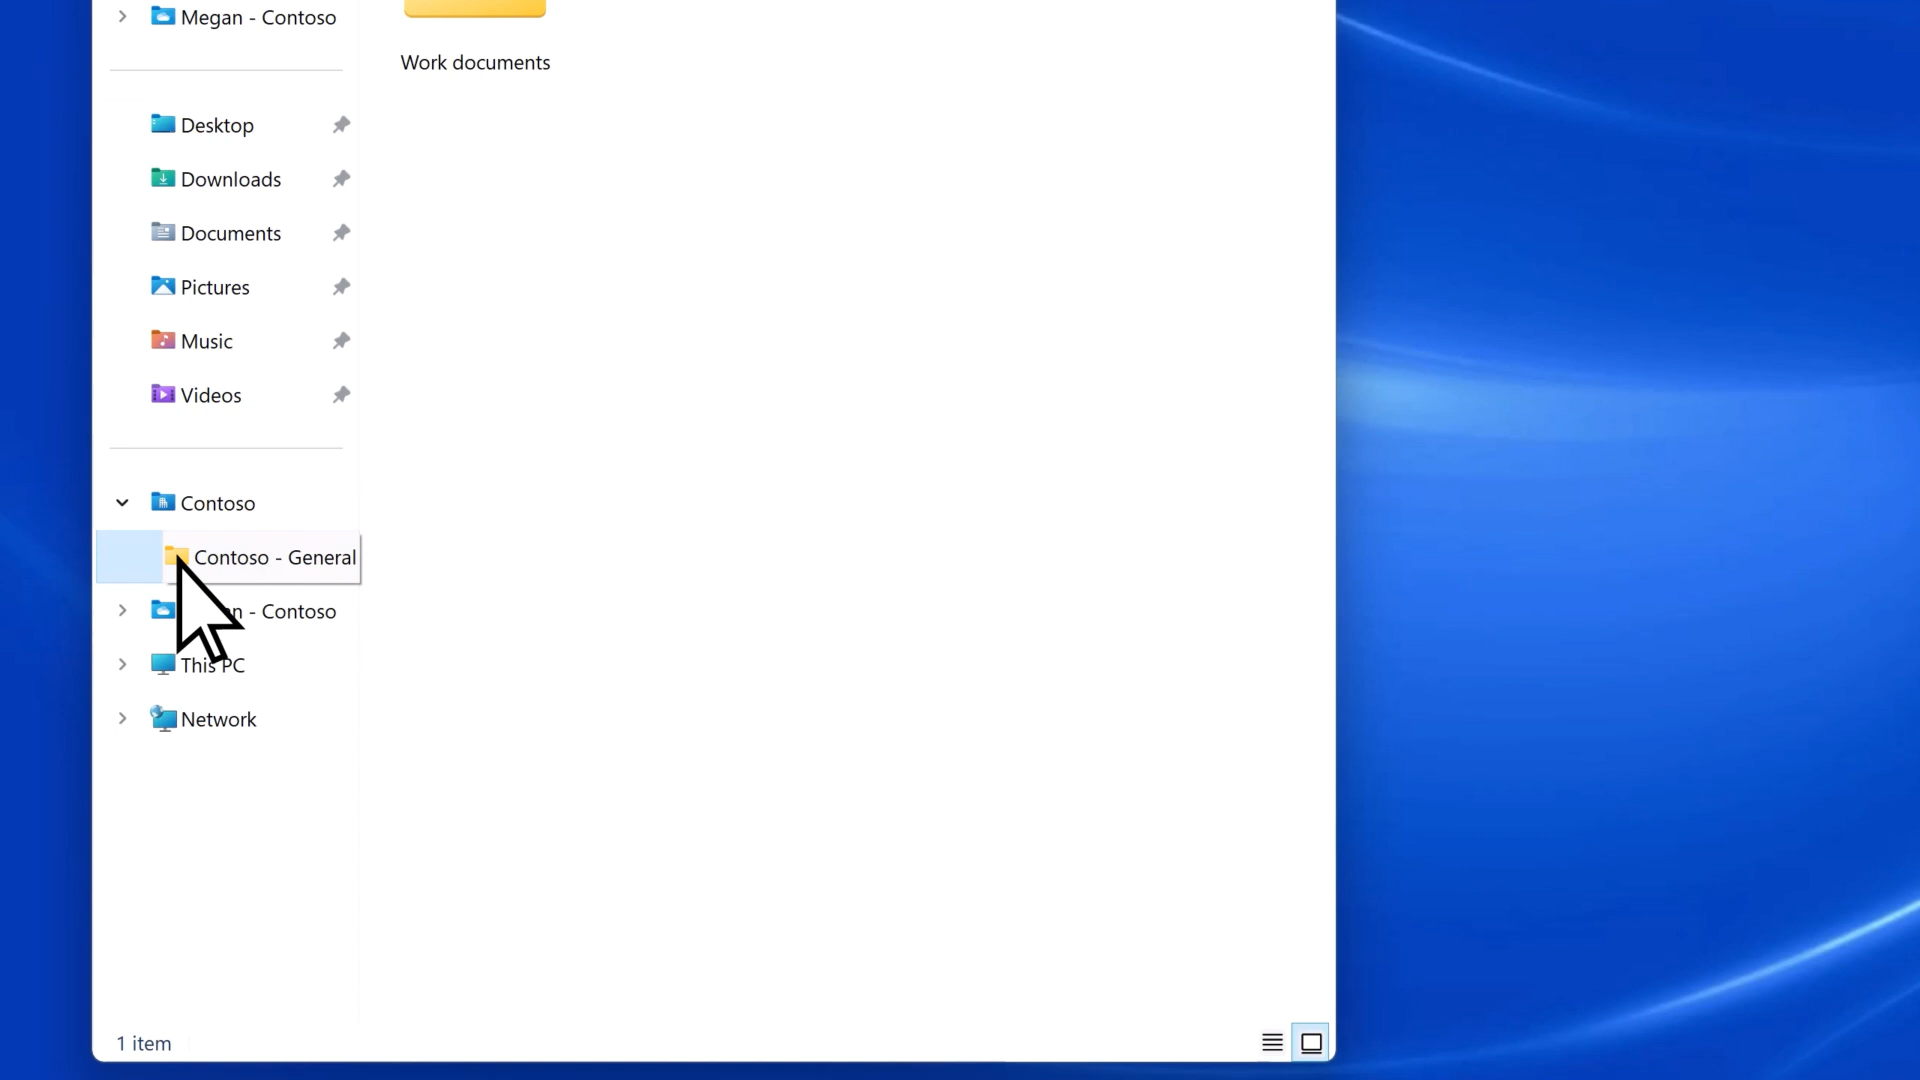 Megan - Contoso
Work documents
Desktop
Downloads
Documents
Pictures
Music
Videos
Contoso
Contoso - General
n - Contoso
This PC
Network
1 item